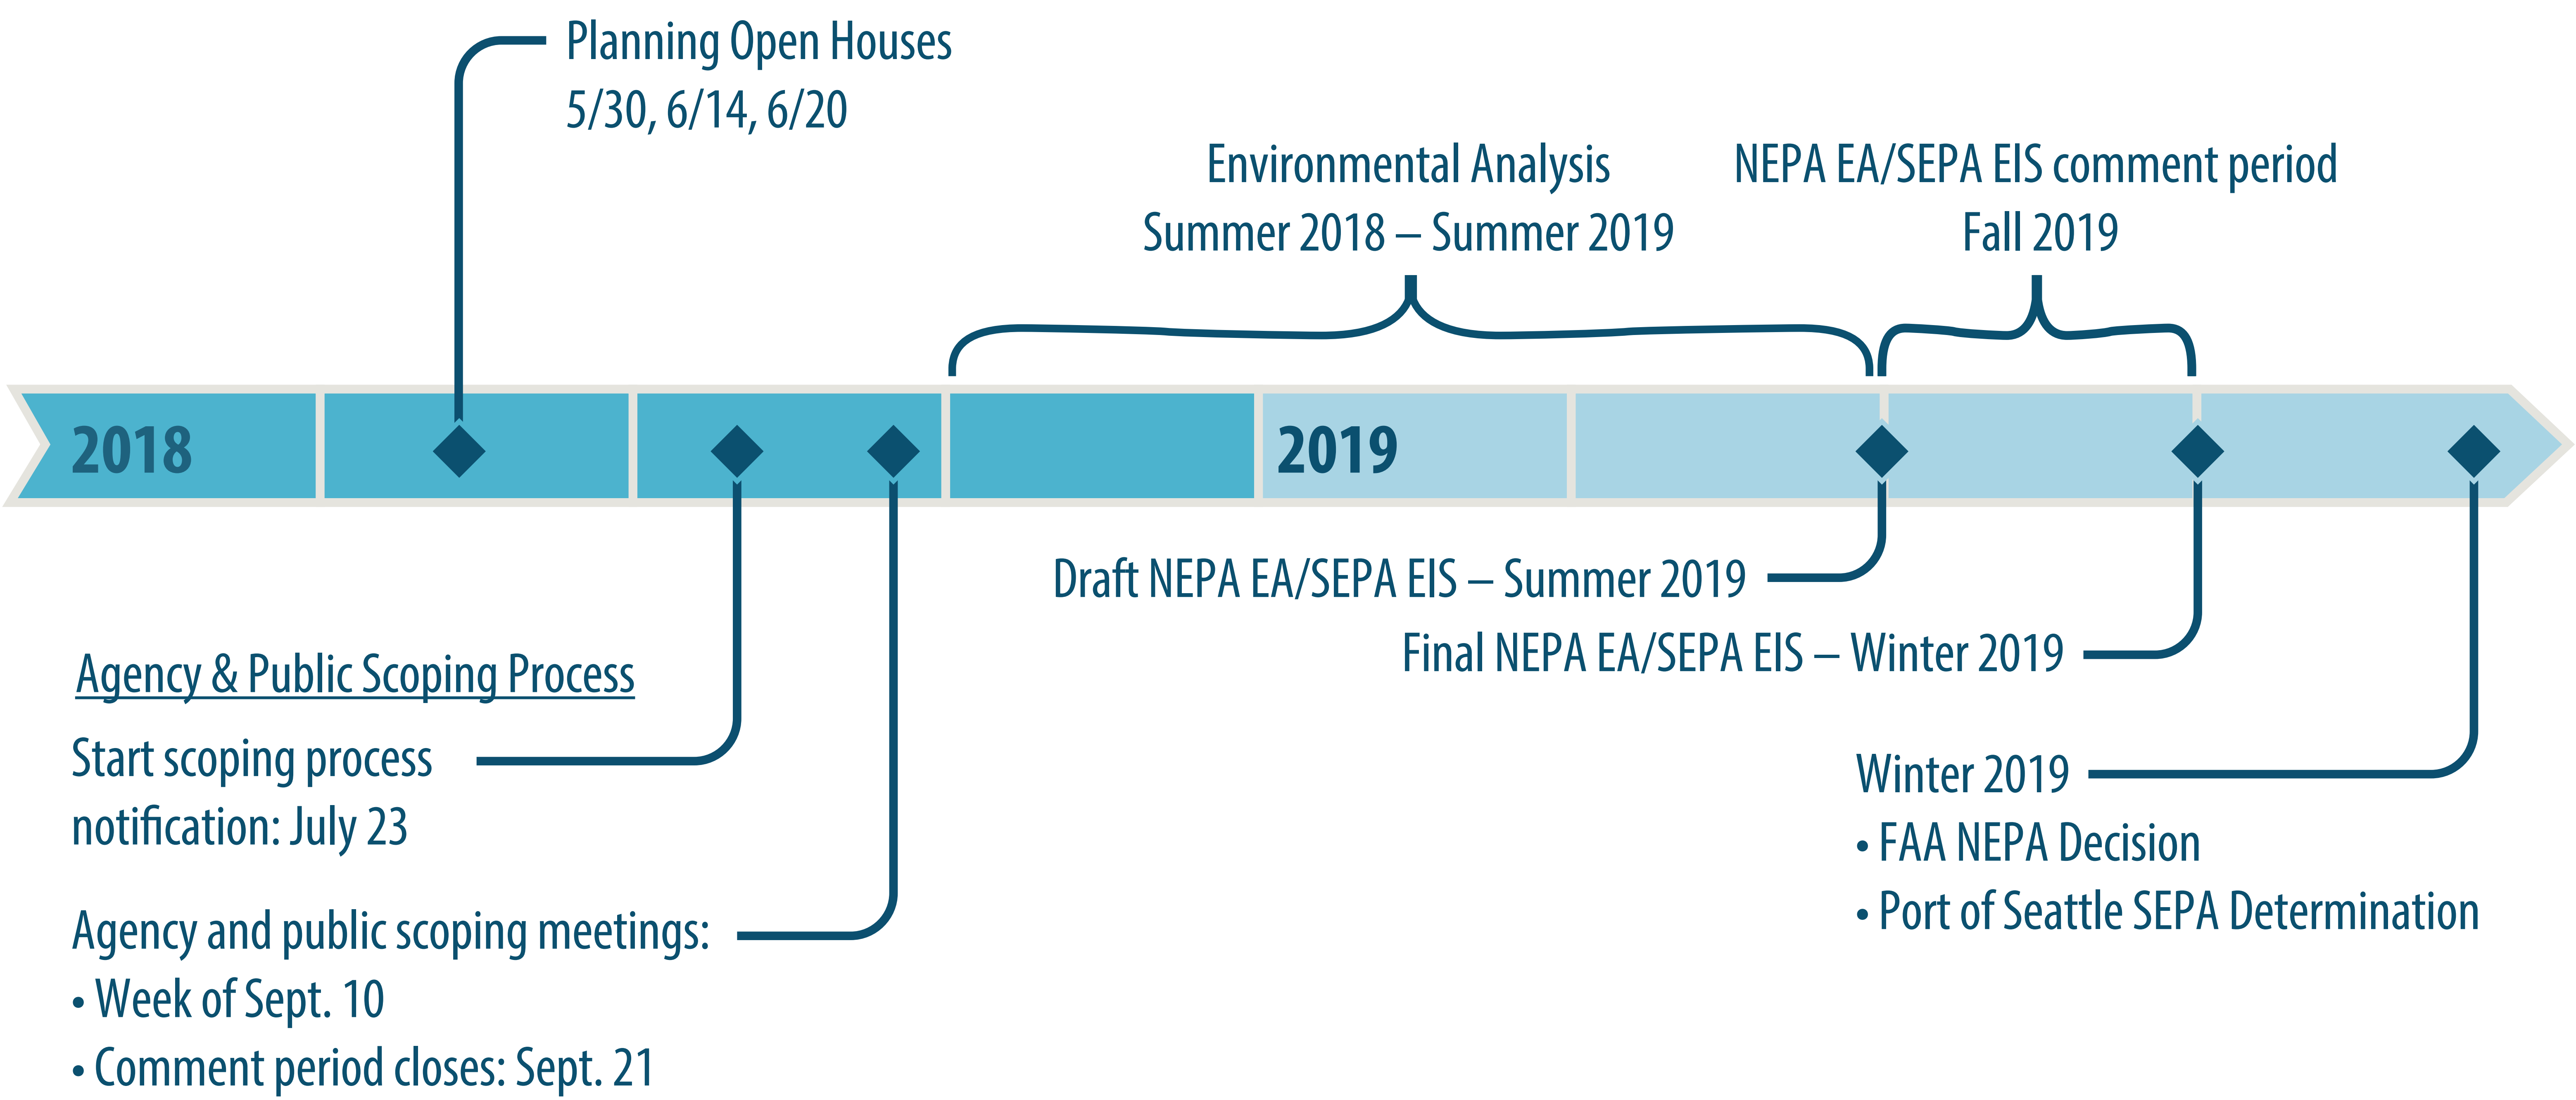 Planning Open Houses
5/30, 6/14, 6/20
Environmental Analysis
Summer 2018 – Summer 2019
NEPA EA/SEPA EIS comment period
Fall 2019
2018
2019
Draft NEPA EA/SEPA EIS – Summer 2019
Final NEPA EA/SEPA EIS – Winter 2019
Agency & Public Scoping Process
Start scoping process
notification: July 23
Agency and public scoping meetings:
• Week of Sept. 10
• Comment period closes: Sept. 21
Winter 2019
• FAA NEPA Decision
• Port of Seattle SEPA Determination